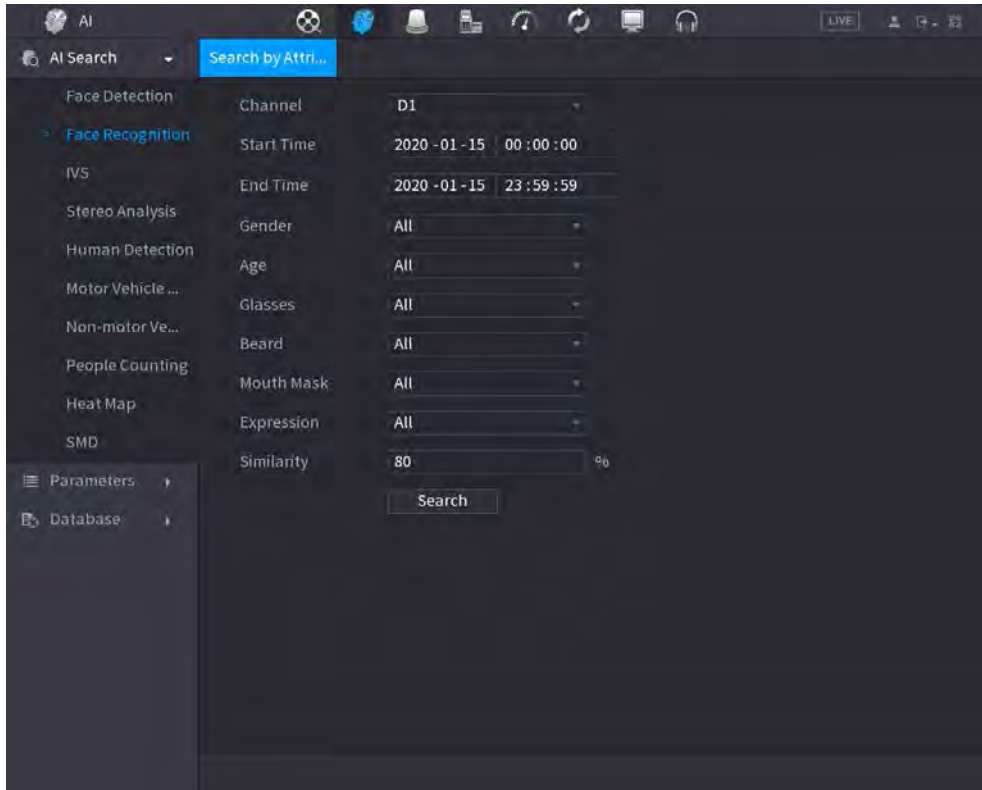 AI
LIVE
AI Search
Search by Attri...
Face Detection
Face Recognition
IVS
Stereo Analysis
Human Detection
Motor Vehicle ...
Non-motor Ve...
People Counting
Heat Map
SMD
Parameters
Database
Channel D1
Start Time 2020 -01 -15 00 : 00 : 00
End Time 2020 -01 -15 23 : 59 : 59
Gender All
Age All
Glasses All
Beard All
Mouth Mask All
Expression All
Similarity 80 %
Search